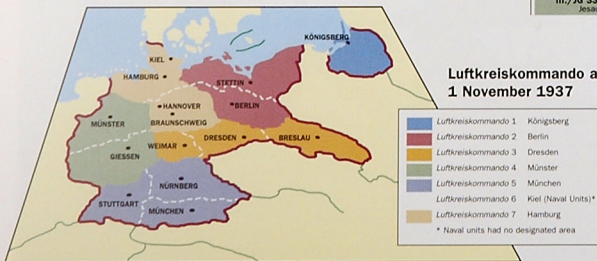 Jesau
KÖNIGSBERG
KIEL
HAMBURG
STETTIN
HANNOVER
BERLIN
MÜNSTER
BRAUNSCHWEIG
DRESDEN
BRESLAU
WEIMAR
GIESSEN
NÜRNBERG
STUTTGART
MÜNCHEN
Luftkreiskommando a
1 November 1937
Luftkreiskommando 1 Königsberg
Luftkreiskommando 2 Berlin
Luftkreiskommando 3 Dresden
Luftkreiskommando 4 Münster
Luftkreiskommando 5 München
Luftkreiskommando 6 Kiel (Naval Units)*
Luftkreiskommando 7 Hamburg
* Naval units had no designated area